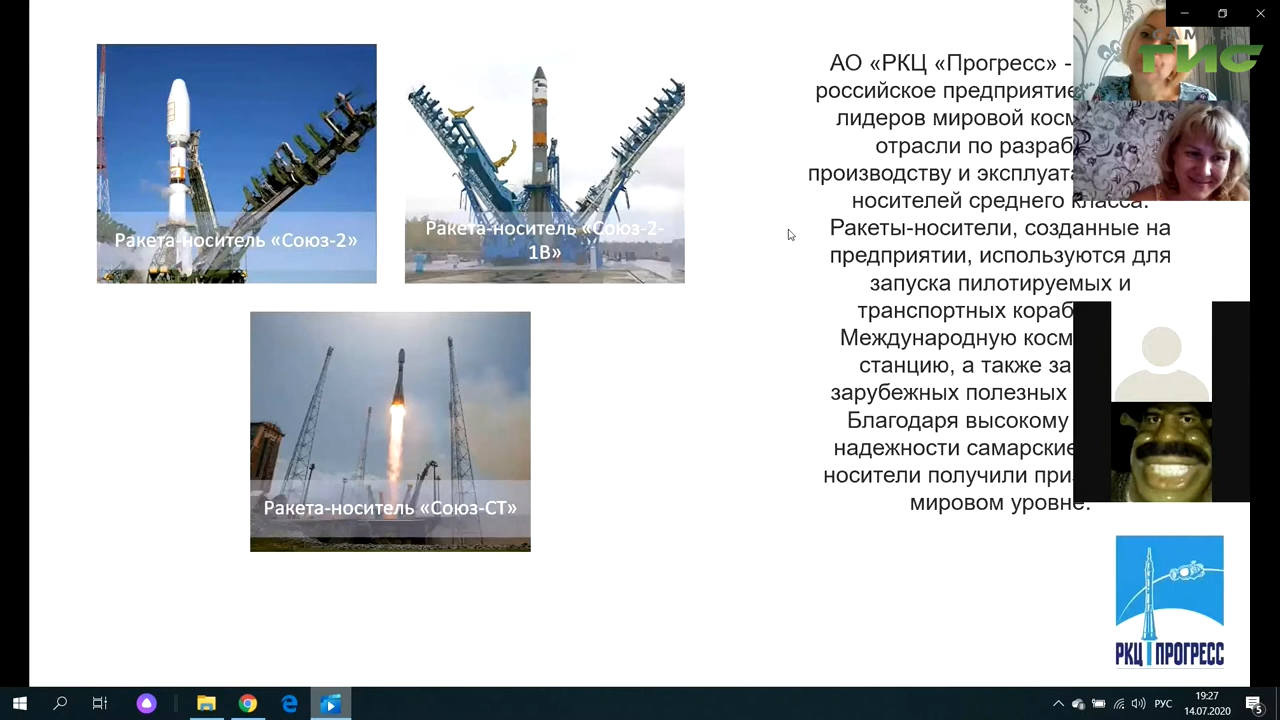 САМАРА
ГИС
Ракета-носитель «Союз-2»
Ракета-носитель «Союз-2-
1В»
Ракета-носитель «Союз-СТ»
АО «РКЦ «Прогресс» -
российское предприятие
лидеров мировой косм
отрасли по разраб
производству и эксплуата
носителей среднего класса.
Ракеты-носители, созданные на
предприятии, используются для
запуска пилотируемых и
транспортных кораб
Международную косм
станцию, а также за
зарубежных полезных
Благодаря высокому
надежности самарские
носители получили при
мировом уровне.
РКЦ ПРОГРЕСС
РУС
19:27
14.07.2020
5